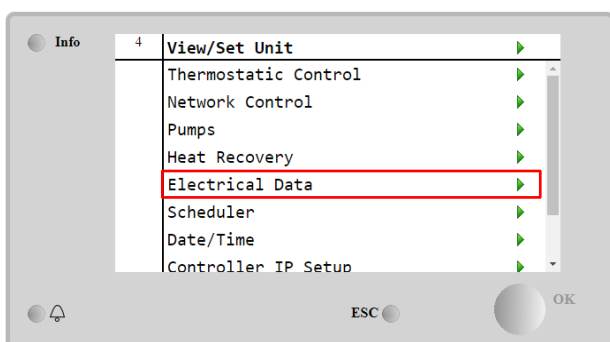 Info
4 View/Set Unit
Thermostatic Control
Network Control
Pumps
Heat Recovery
Electrical Data
Scheduler
Date/Time
Controller IP Setup
ESC
OK